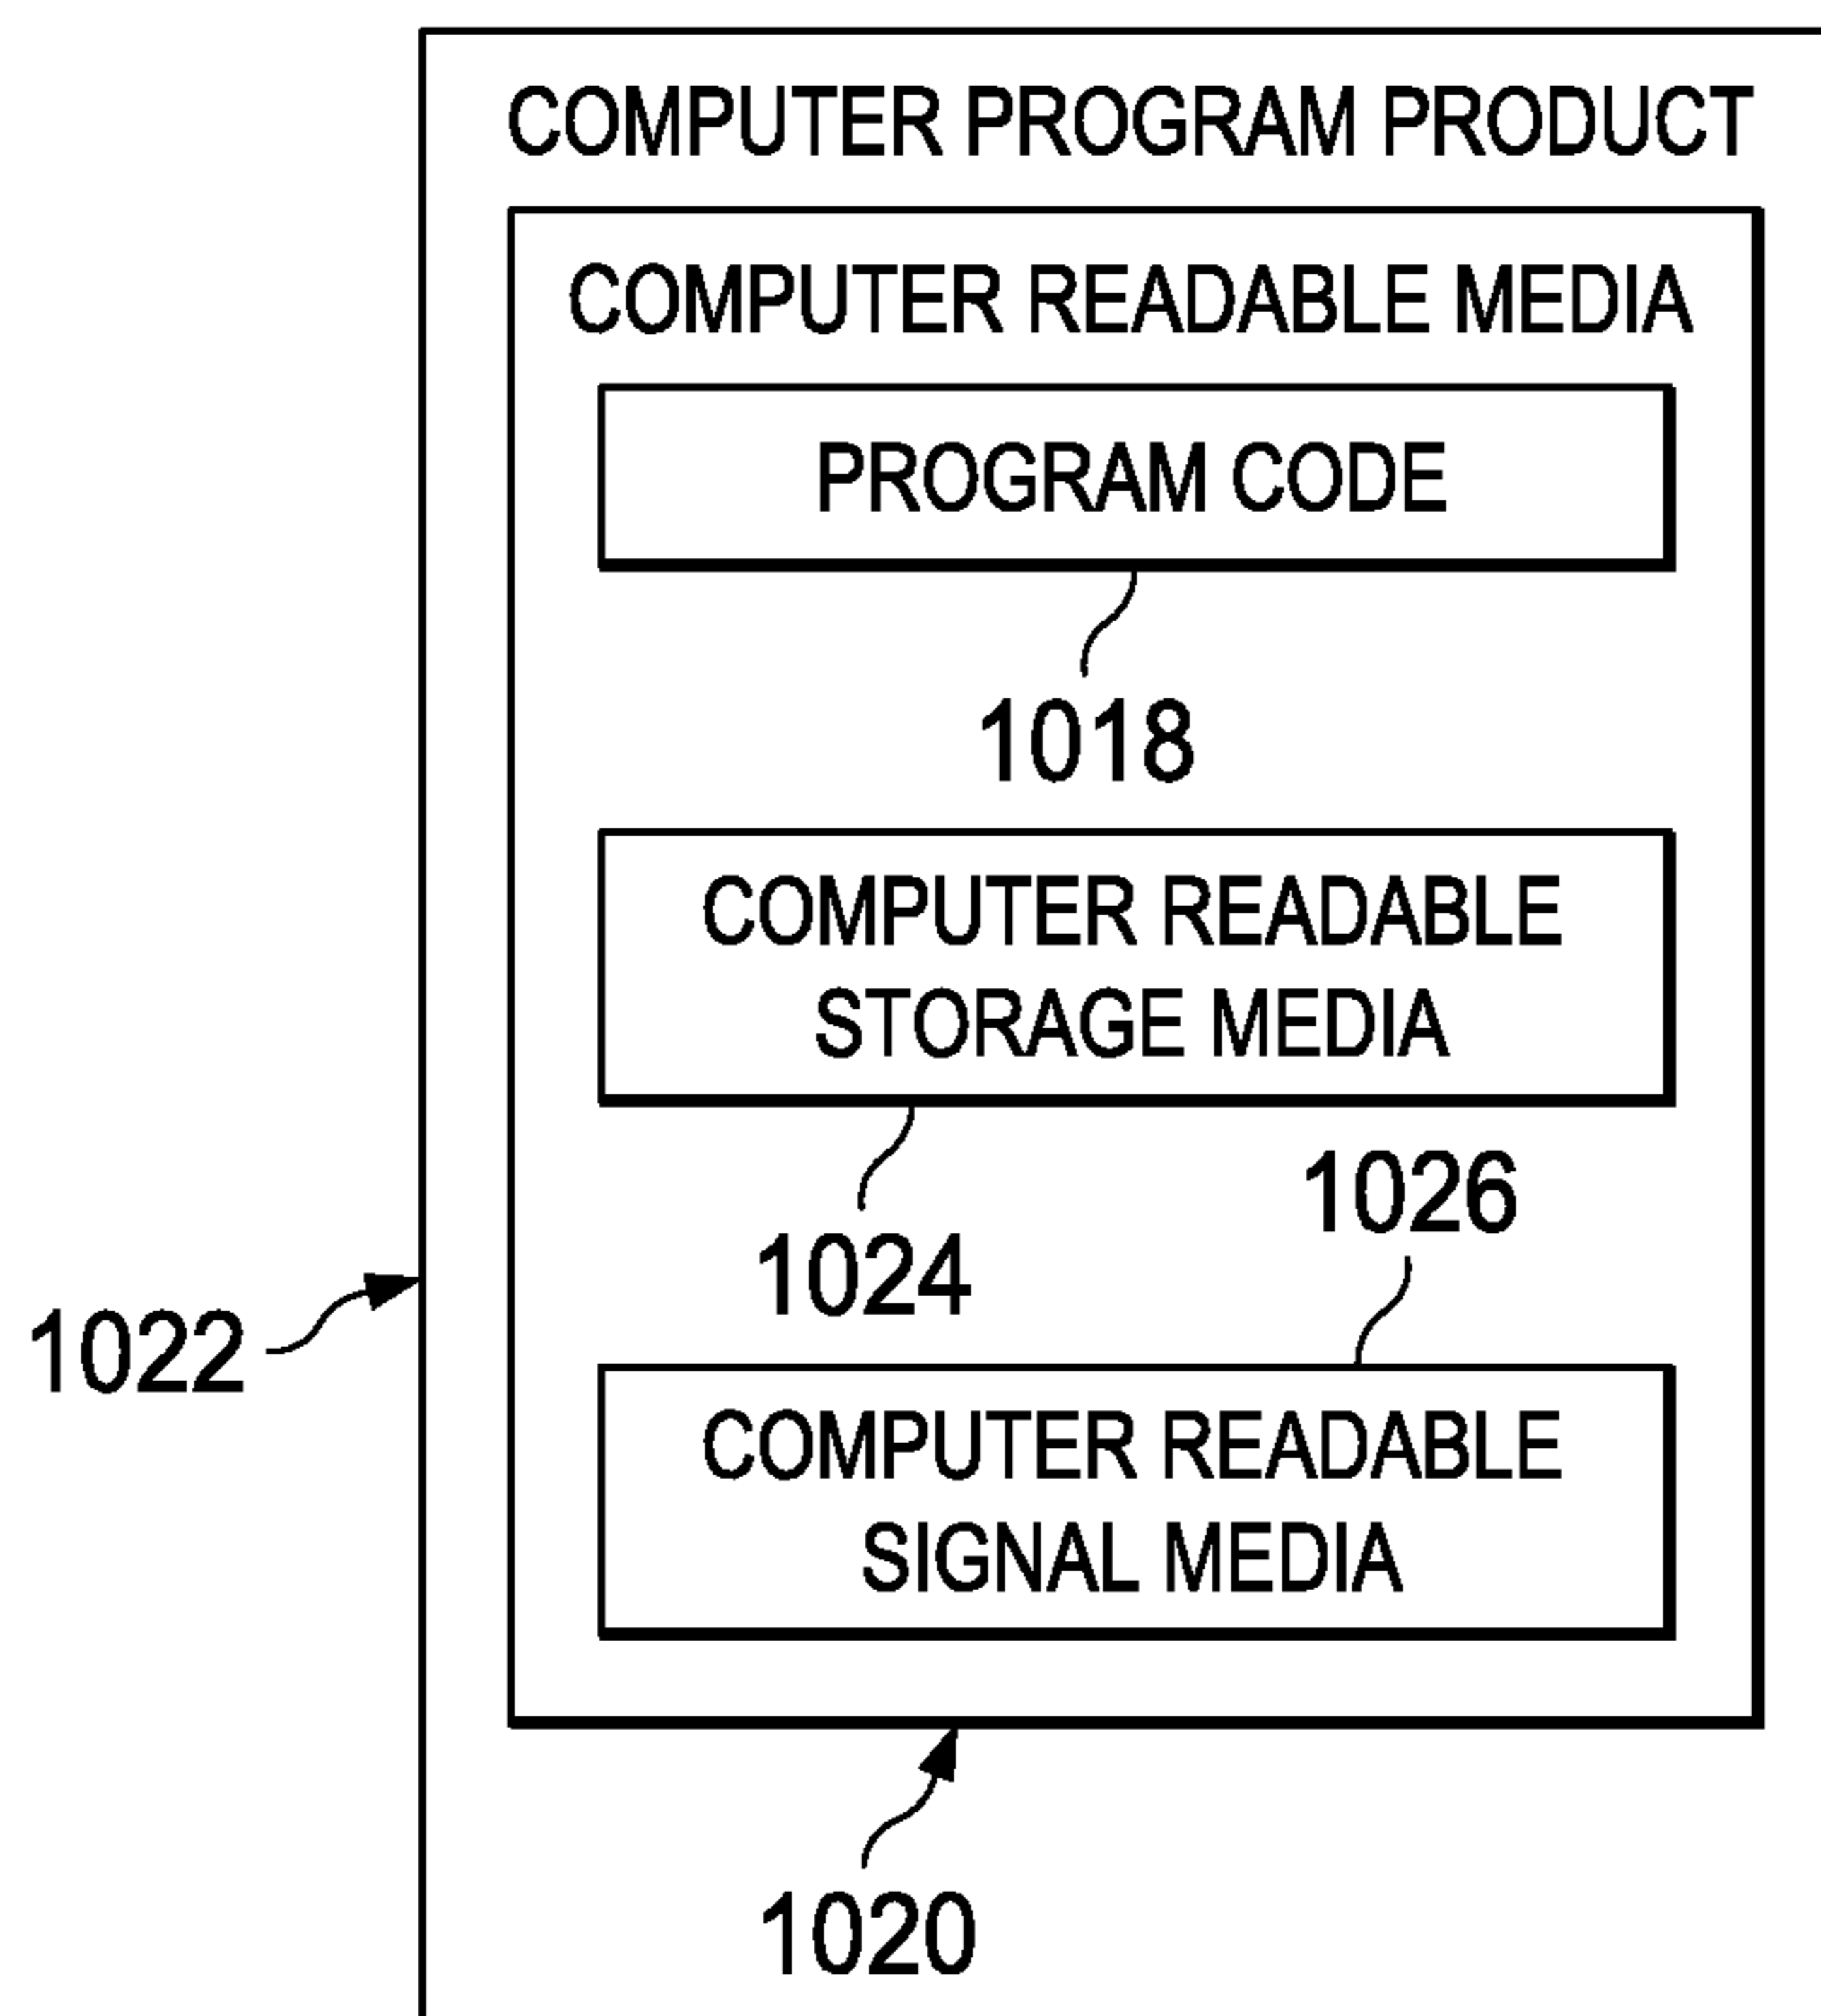 COMPUTER PROGRAM PRODUCT
COMPUTER READABLE MEDIA
PROGRAM CODE
1018
COMPUTER READABLE
STORAGE MEDIA
1024
1026
1022
COMPUTER READABLE
SIGNAL MEDIA
1020